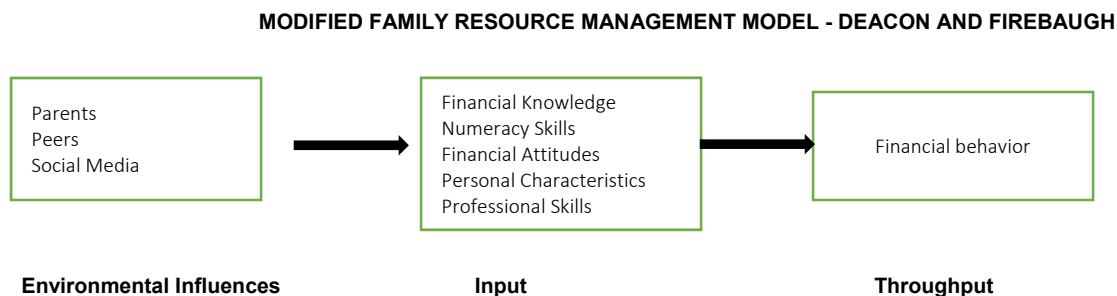 MODIFIED FAMILY RESOURCE MANAGEMENT MODEL - DEACON AND FIREBAUGH
Parents
Peers
Social Media
Financial Knowledge
Numeracy Skills
Financial Attitudes
Personal Characteristics
Professional Skills
Financial behavior
Environmental Influences
Input
Throughput